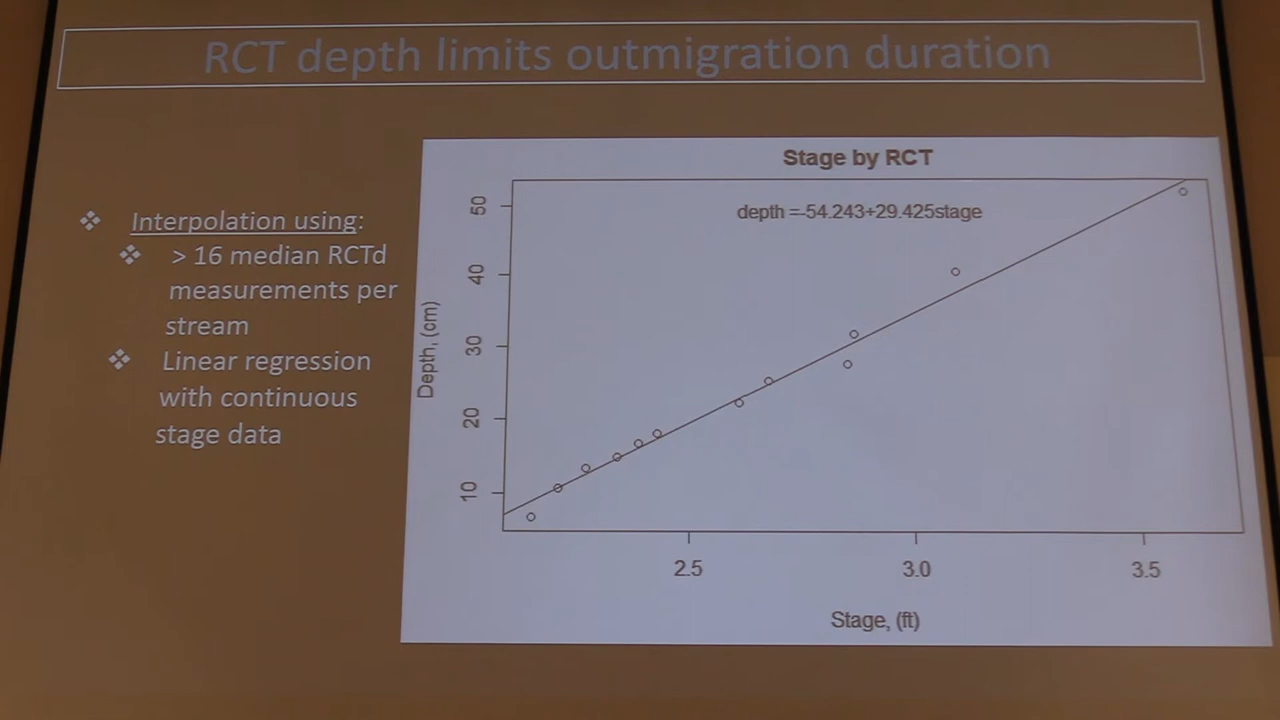 RCT depth limits outmigration duration
❖ Interpolation using:
❖ > 16 median RCTd
measurements per
stream
❖ Linear regression
with continuous
stage data
Stage by RCT
depth =-54.243+29.425stage
Depth, (cm)
50
40
30
20
10
2.5 3.0 3.5
Stage, (ft)